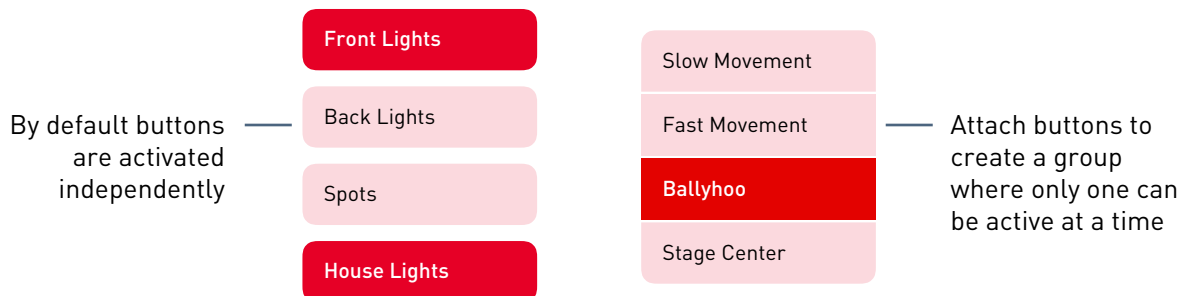 By default buttons
are activated
independently
Front Lights
Back Lights
Spots
House Lights
Slow Movement
Fast Movement
Ballyhoo
Stage Center
Attach buttons to
create a group
where only one can
be active at a time